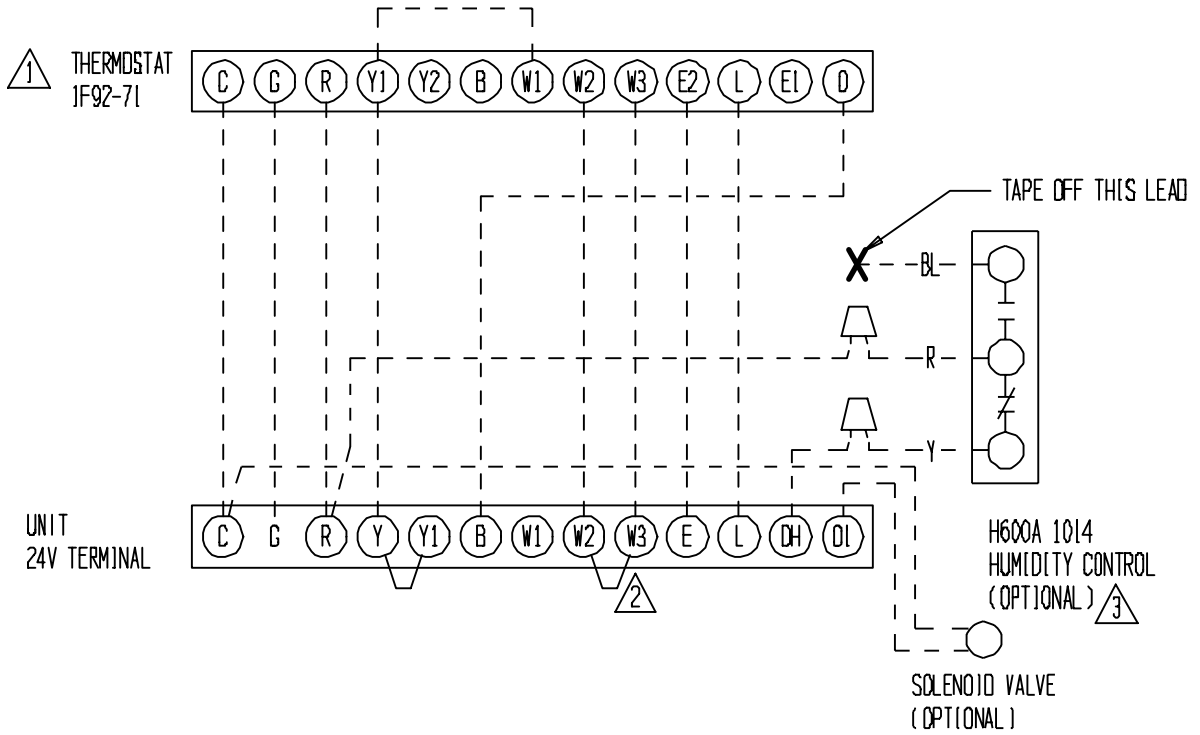 1
THERMOSTAT
1F92-71
C G R Y1 Y2 B W1 W2 W3 E2 L E1 O
TAPE OFF THIS LEAD
BL
R
Y
UNIT
24V TERMINAL
C G R Y Y1 B W1 W2 W3 E L DH O1
2
H600A 1014
HUMIDITY CONTROL
(OPTIONAL) 3
SOLENOID VALVE
(OPTIONAL)